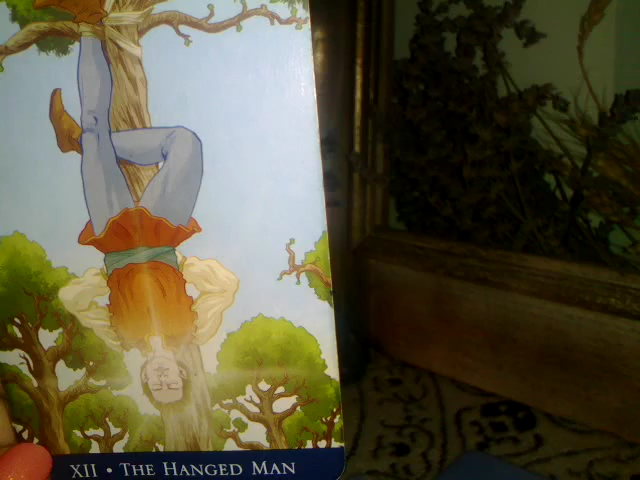 XII • THE HANGED MAN